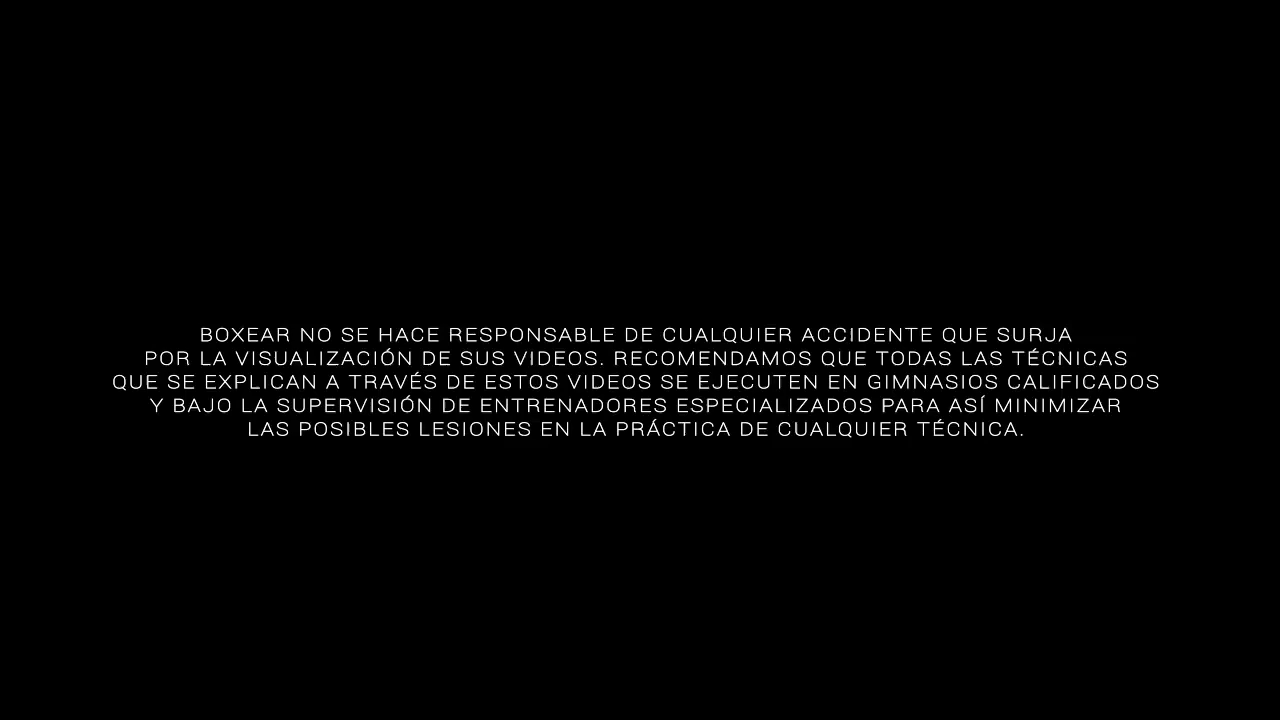 BOXEAR NO SE HACE RESPONSABLE DE CUALQUIER ACCIDENTE QUE SURJA
POR LA VISUALIZACIÓN DE SUS VIDEOS. RECOMENDAMOS QUE TODAS LAS TÉCNICAS
QUE SE EXPLICAN A TRAVÉS DE ESTOS VIDEOS SE EJECUTEN EN GIMNASIOS CALIFICADOS
Y BAJO LA SUPERVISIÓN DE ENTRENADORES ESPECIALIZADOS PARA ASÍ MINIMIZAR
LAS POSIBLES LESIONES EN LA PRÁCTICA DE CUALQUIER TÉCNICA.